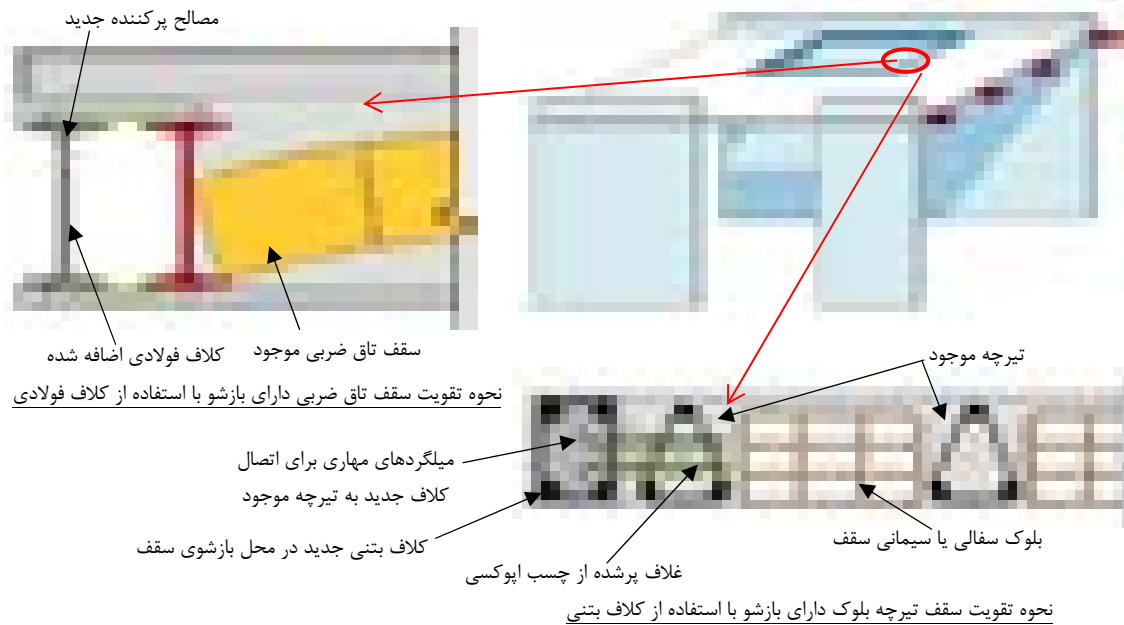 مصالح پرکننده جدید
کلاف فولادی اضافه شده
سقف تاق ضربی موجود
نحوه تقویت سقف تاق ضربی دارای بازشو با استفاده از کلاف فولادی
تیرچه موجود
میلگردهای مهاری برای اتصال
کلاف جدید به تیرچه موجود
کلاف بتنی جدید در محل بازشوی سقف
غلاف پرشده از چسب اپوکسی
بلوک سفالی یا سیمانی سقف
نحوه تقویت سقف تیرچه بلوک دارای بازشو با استفاده از کلاف بتنی